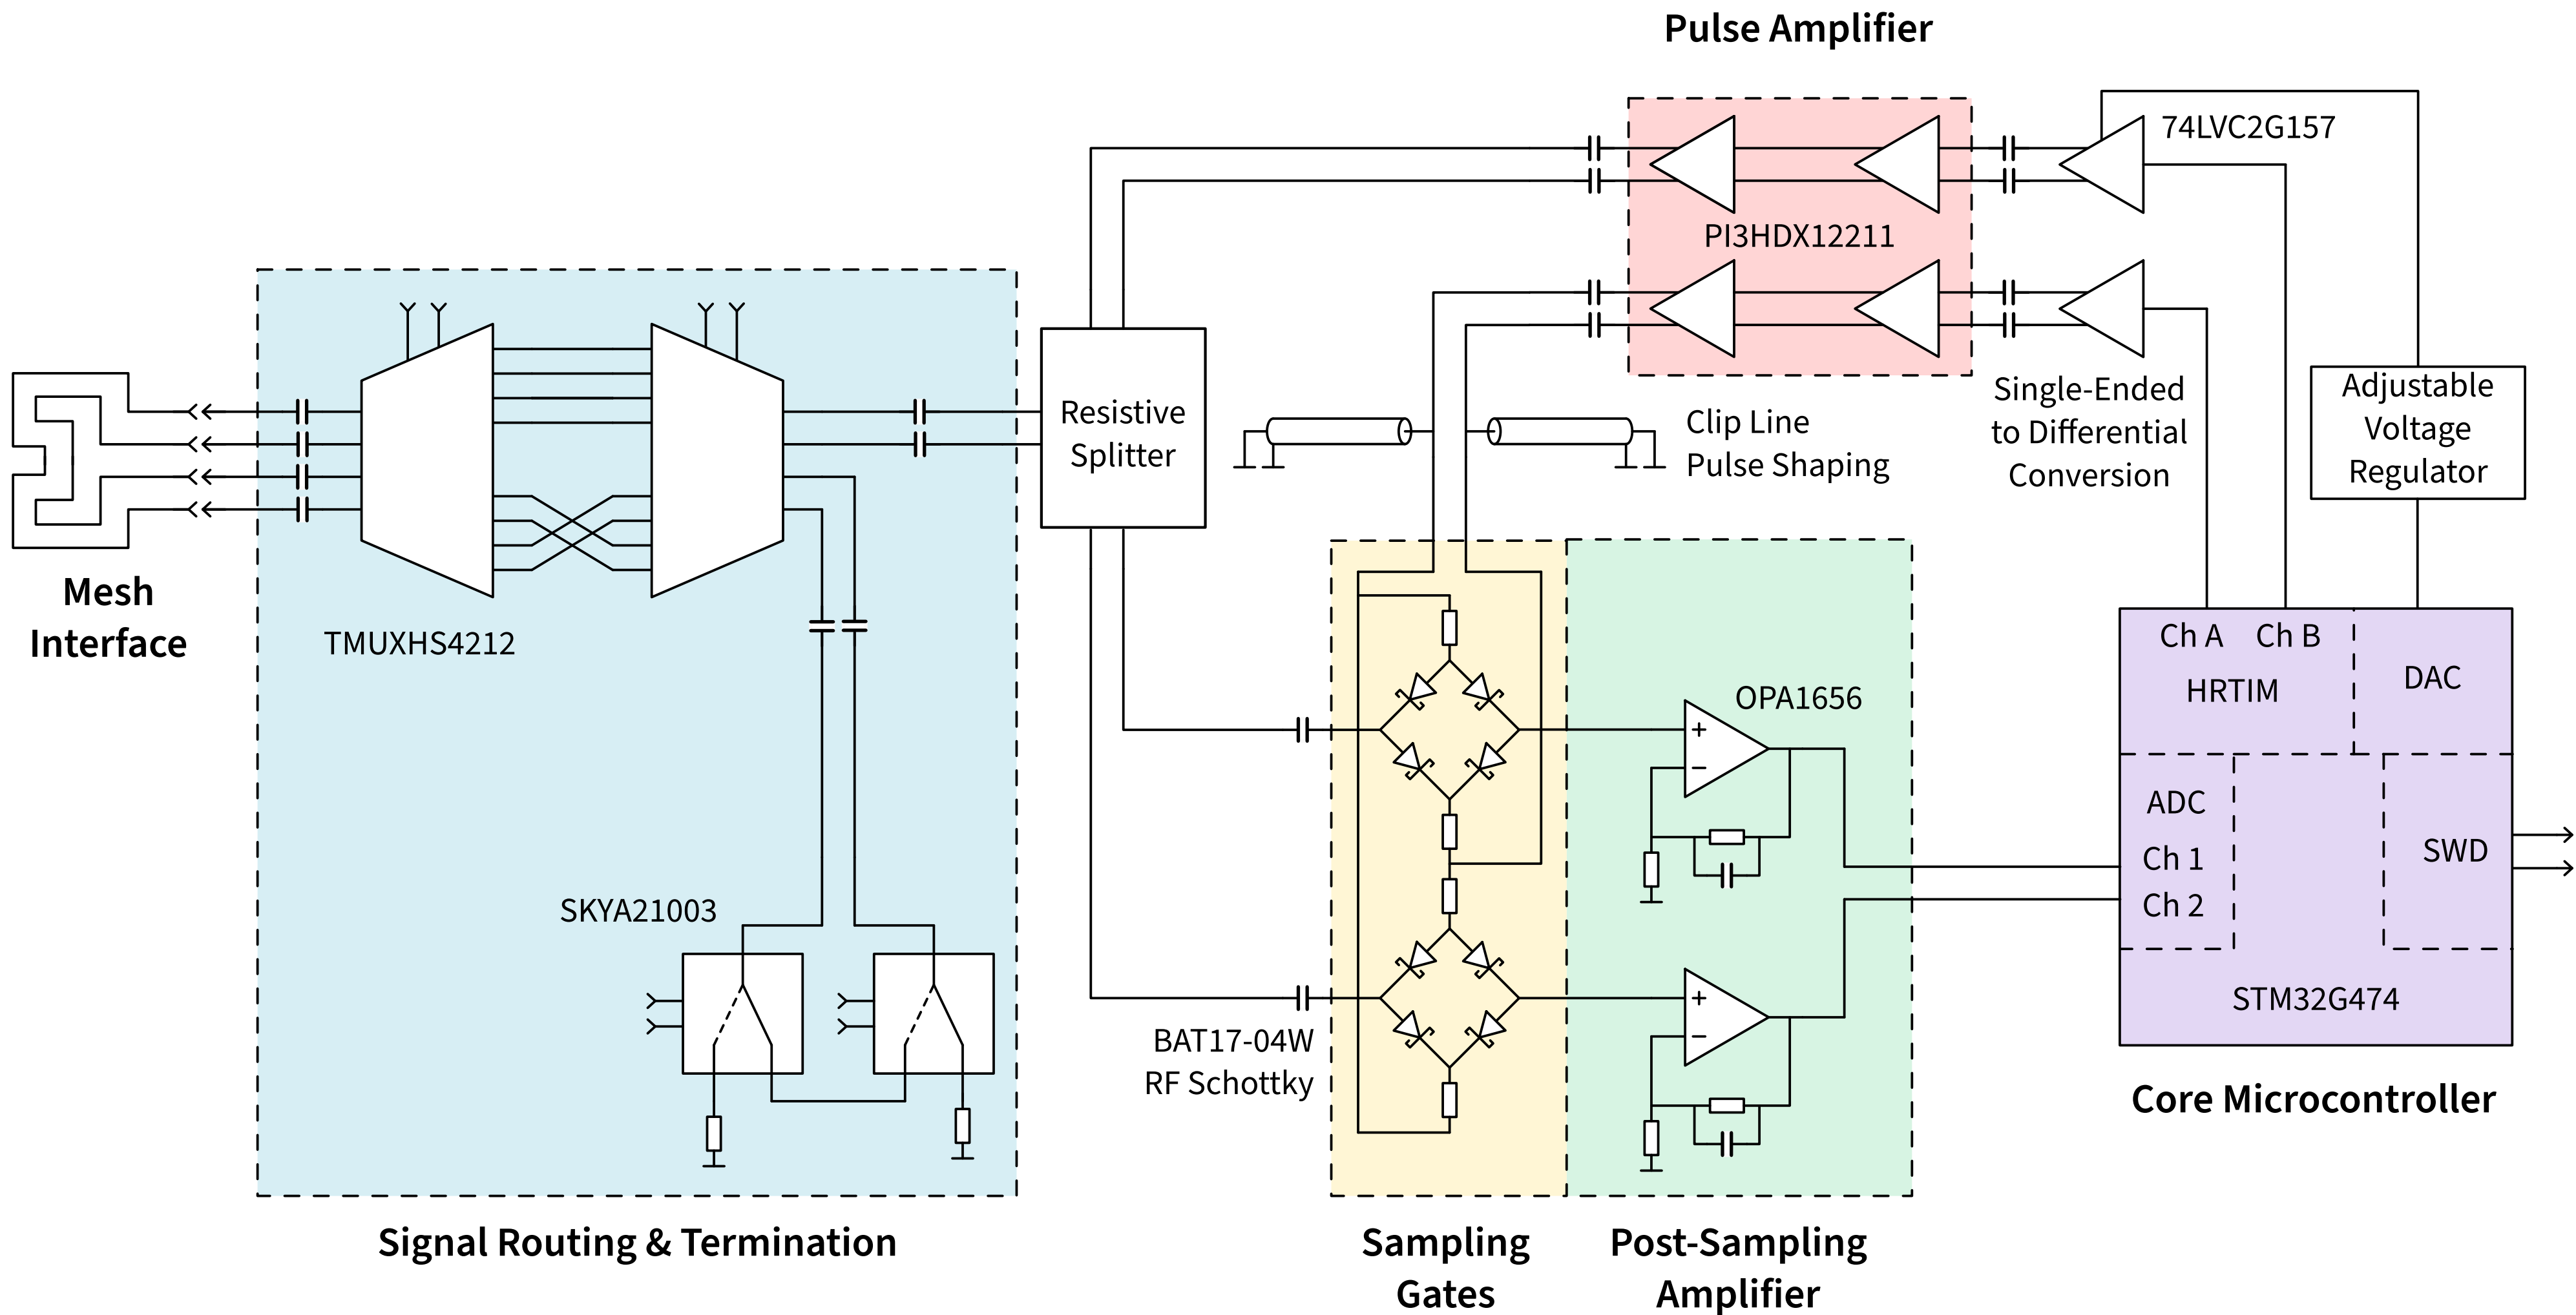 Pulse Amplifier
74LVC2G157
PI3HDX12211
Single-Ended
to Differential
Conversion
Adjustable
Voltage
Regulator
Clip Line
Pulse Shaping
Resistive
Splitter
Mesh
Interface
TMUXHS4212
SKYA21003
Signal Routing & Termination
BAT17-04W
RF Schottky
Sampling
Gates
OPA1656
+
−
+
−
Post-Sampling
Amplifier
Ch A
Ch B
HRTIM
DAC
ADC
Ch 1
Ch 2
SWD
STM32G474
Core Microcontroller